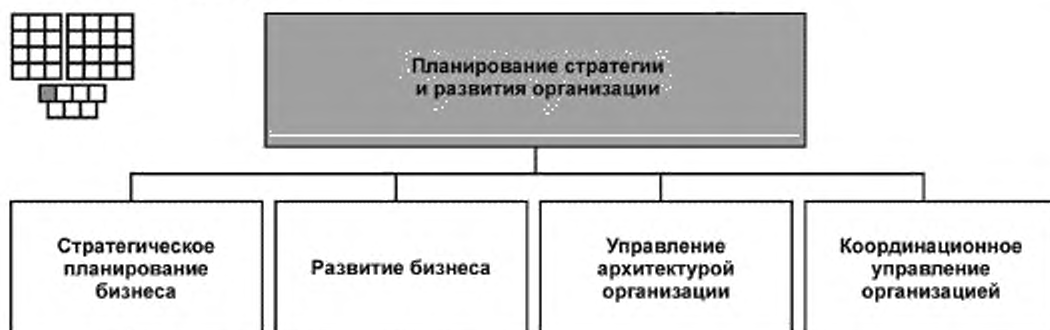 Планирование стратегии
и развития организации
Стратегическое
планирование
бизнеса
Развитие бизнеса
Управление
архитектурой
организации
Координационное
управление
организацией